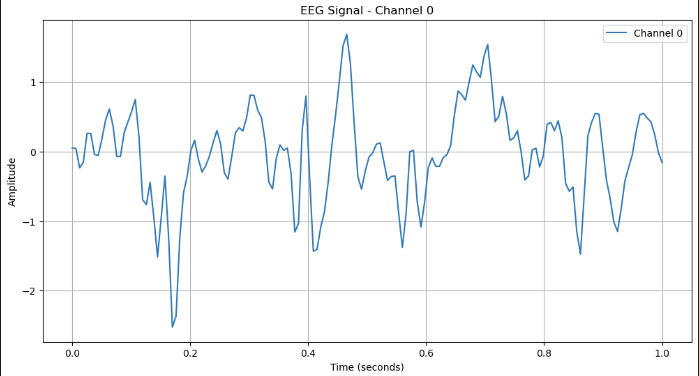 EEG Signal - Channel 0
Channel 0
Amplitude
1
0
−1
−2
0.0 0.2 0.4 0.6 0.8 1.0
Time (seconds)